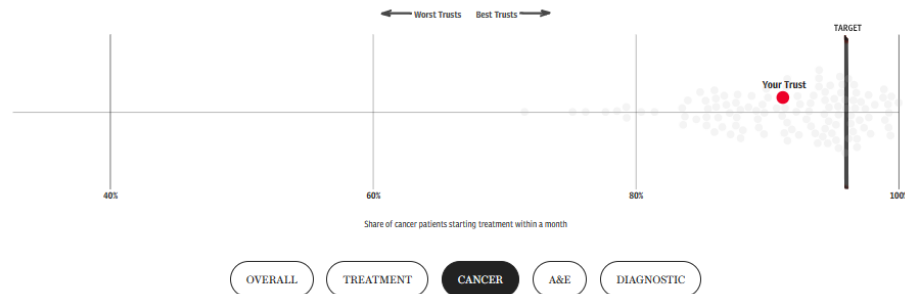 Worst Trusts Best Trusts
TARGET
Your Trust
40% 60% 80% 100%
Share of cancer patients starting treatment within a month
OVERALL TREATMENT CANCER A&E DIAGNOSTIC